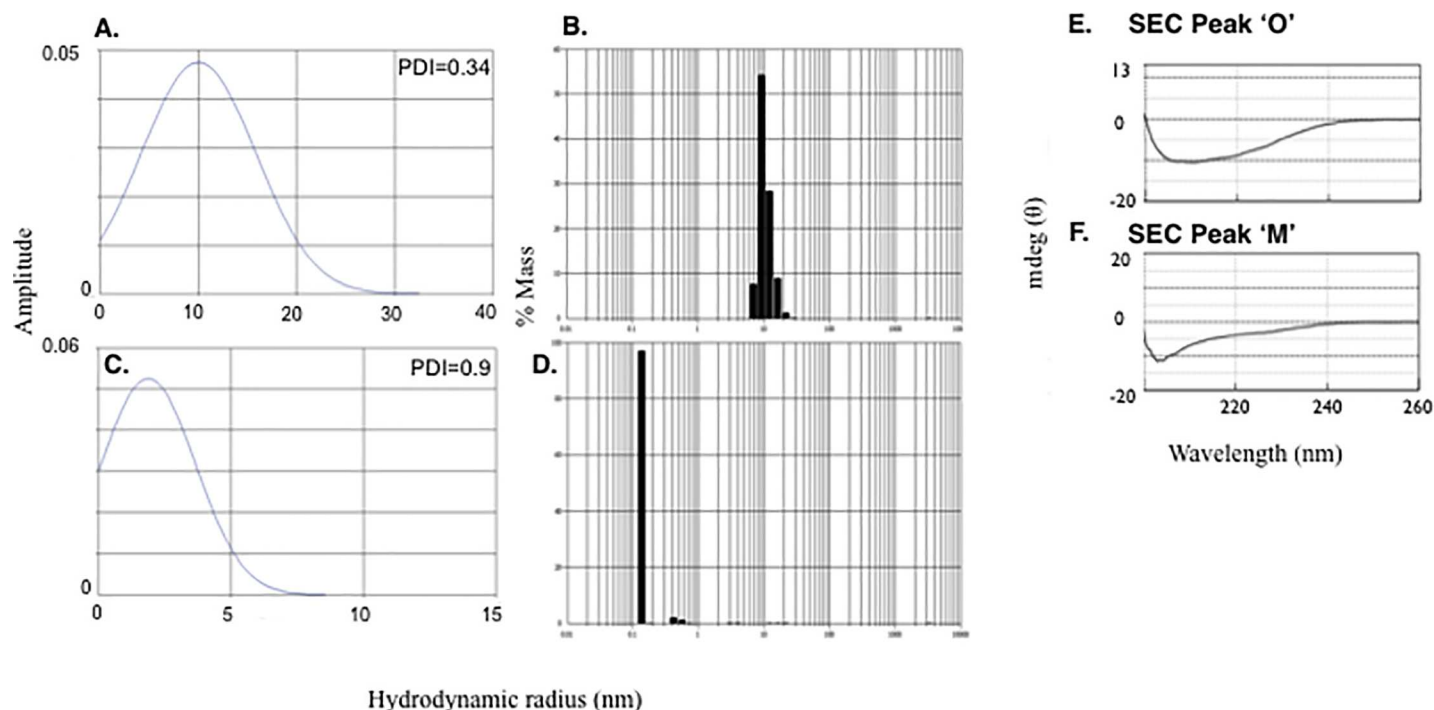 A.
0.05
PDI=0.34
0
0 10 20 30 40
B.
E. SEC Peak ‘O’
13
0
-20
F. SEC Peak ‘M’
20
0
-20
220 240 260
mdeg (θ)
Wavelength (nm)
Amplitude
% Mass
0.06
C.
PDI=0.9
0
0 5 10 15
D.
Hydrodynamic radius (nm)